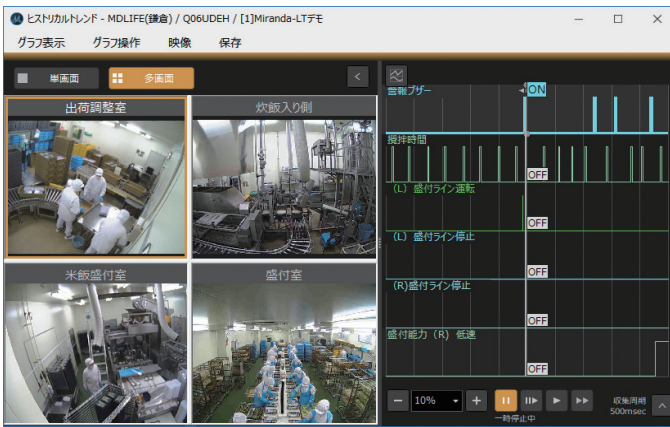 ヒストリカルトレンド - MDLIFE(鎌倉) / Q06UDEH / [1]Miranda-LTデモ
グラフ表示 グラフ操作 映像 保存
単画面 多画面
出荷調整室
炊飯入り側
米飯盛付室
盛付室
警報ブザー
ON
撹拌時間
OFF
(L) 盛付ライン運転
OFF
(L) 盛付ライン停止
OFF
(R)盛付ライン停止
OFF
盛付能力 (R) 低速
OFF
10%
一時停止中
収集周期
500msec